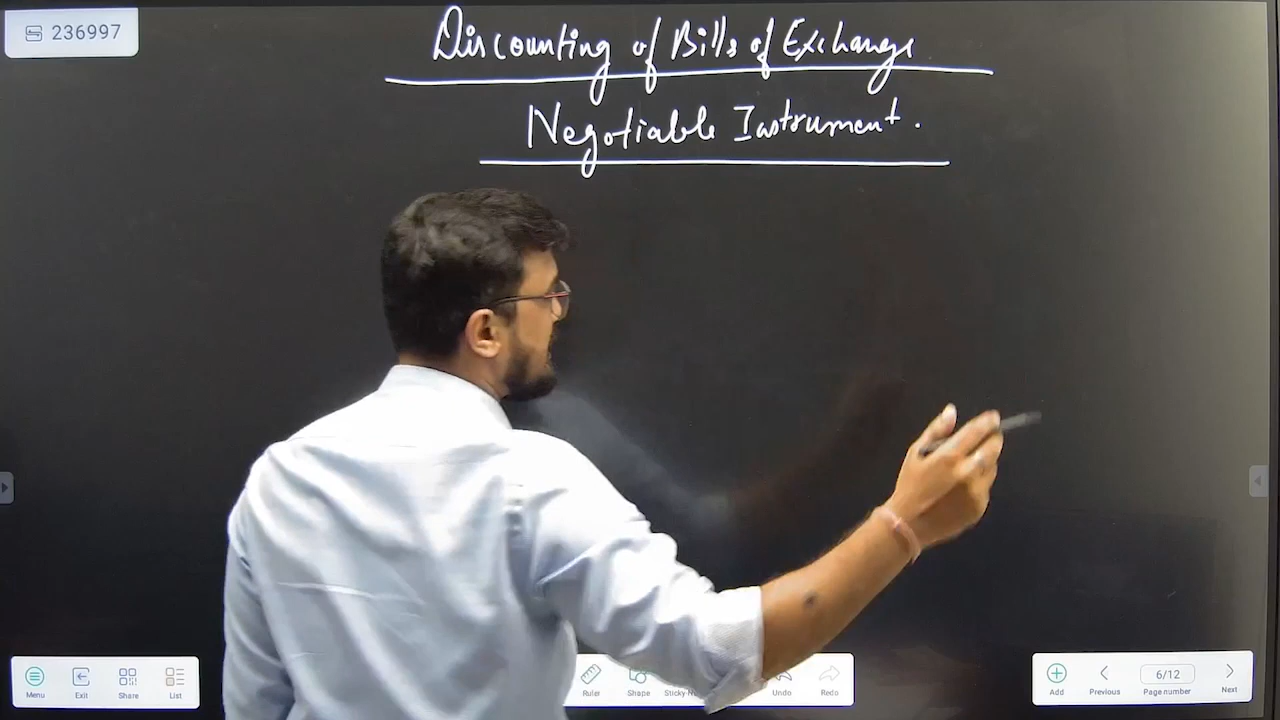 236997
Discounting of Bills of Exchange
Negotiable Instrument.
Menu Exit Share List Ruler Shape Undo Redo Add Previous 6/12 Page number Next